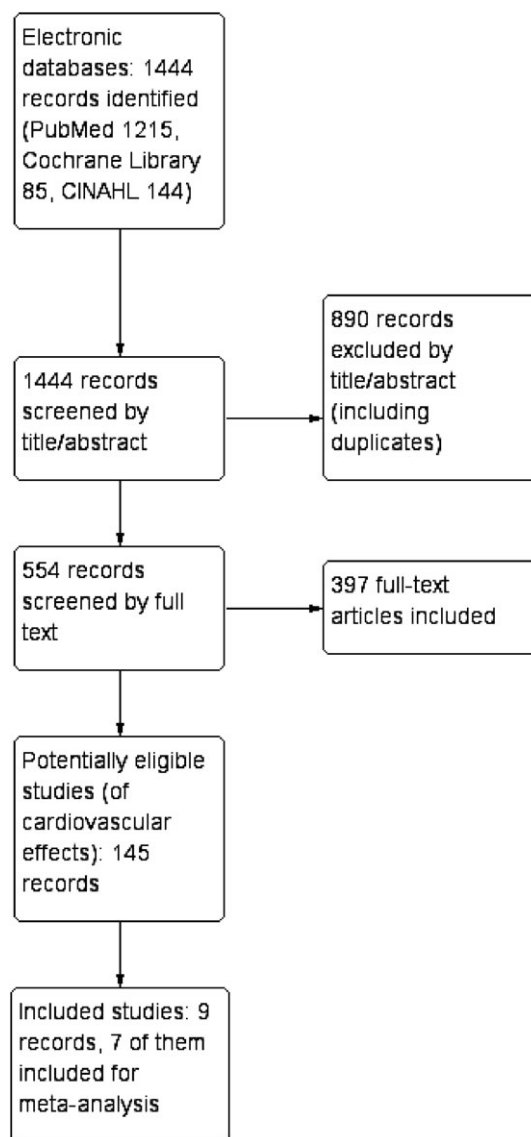 Electronic
databases: 1444
records identified
(PubMed 1215,
Cochrane Library
85, CINAHL 144)
890 records
excluded by
title/abstract
(including
duplicates)
1444 records
screened by
title/abstract
554 records
screened by full
text
397 full-text
articles included
Potentially eligible
studies (of
cardiovascular
effects): 145
records
Included studies: 9
records, 7 of them
included for
meta-analysis